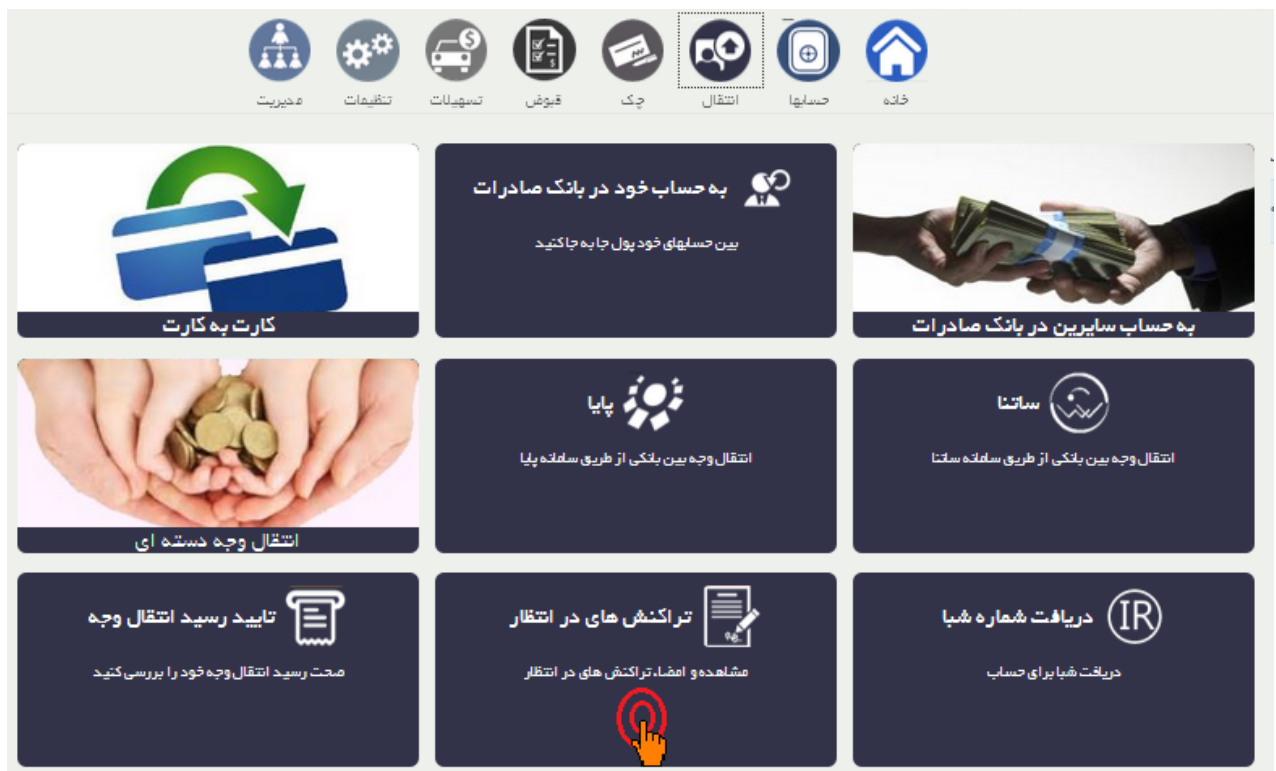 خانه
حسابها
انتقال
چک
قبوض
تسهیلات
تنظیمات
مدیریت
به حساب سایرین در بانک صادرات
به حساب خود در بانک صادرات
بین حسابهای خود پول جا به جا کنید
کارت به کارت
ساتنا
انتقال وجه بین بانکی از طریق سامانه ساتنا
پایا
انتقال وجه بین بانکی از طریق سامانه پایا
انتقال وجه دسته ای
IR
دریافت شماره شبا
دریافت شبا برای حساب
تراکنش های در انتظار
مشاهده و امضاء تراکنش های در انتظار
تایید رسید انتقال وجه
صحت رسید انتقال وجه خود را بررسی کنید